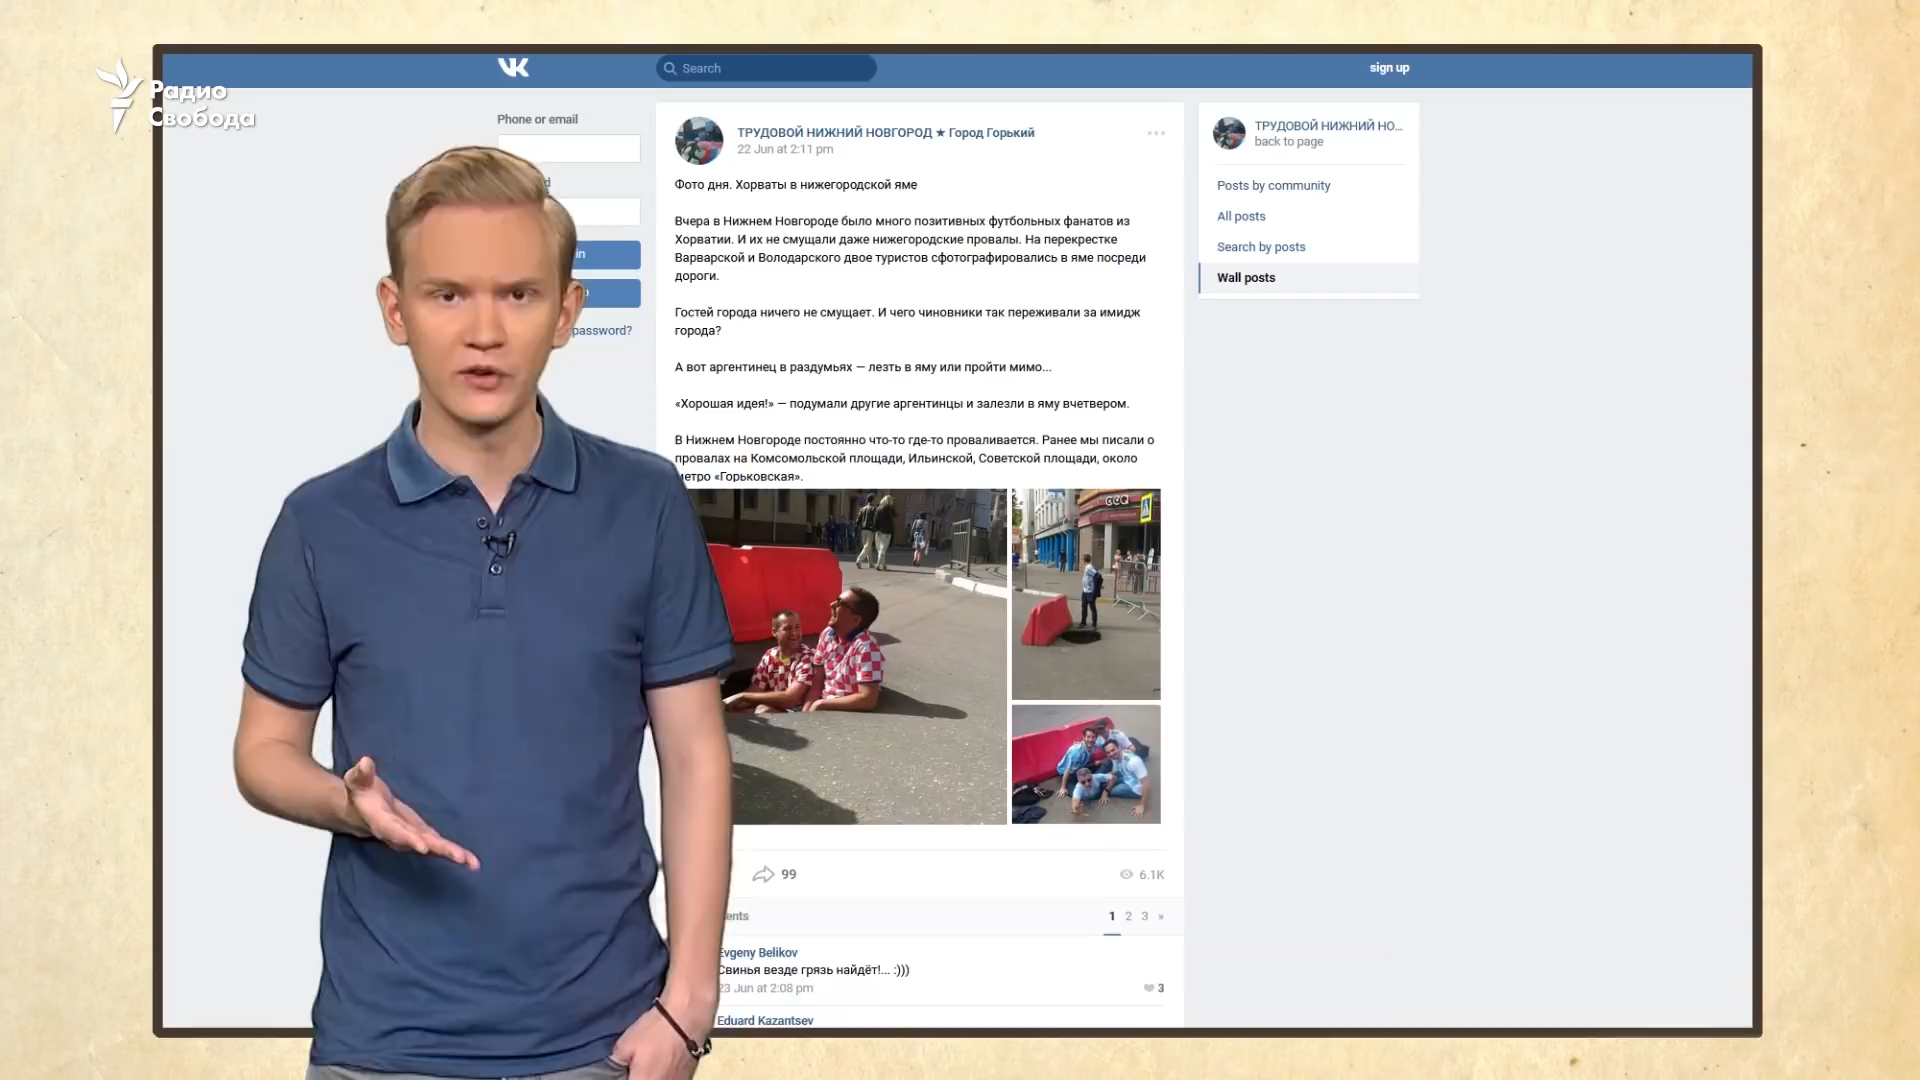 Радио
Свобода
VK
Search
sign up
Phone or email
ТРУДОВОЙ НИЖНИЙ НОВГОРОД ★ Город Горький
22 Jun at 2:11 pm
Фото дня. Хорваты в нижегородской яме
Вчера в Нижнем Новгороде было много позитивных футбольных фанатов из
Хорватии. И их не смущали даже нижегородские провалы. На перекрестке
Варварской и Володарского двое туристов сфотографировались в яме посреди
дороги.
Гостей города ничего не смущает. И чего чиновники так переживали за имидж
города?
А вот аргентинец в раздумьях — лезть в яму или пройти мимо...
«Хорошая идея!» — подумали другие аргентинцы и залезли в яму вчетвером.
В Нижнем Новгороде постоянно что-то где-то проваливается. Ранее мы писали о
провалах на Комсомольской площади, Ильинской, Советской площади, около
метро «Горьковская».
password?
99
6.1K
ents
1 2 3 »
Evgeny Belikov
Свинья везде грязь найдёт!... :)))
23 Jun at 2:08 pm
3
Eduard Kazantsev
ТРУДОВОЙ НИЖНИЙ НО...
back to page
Posts by community
All posts
Search by posts
Wall posts